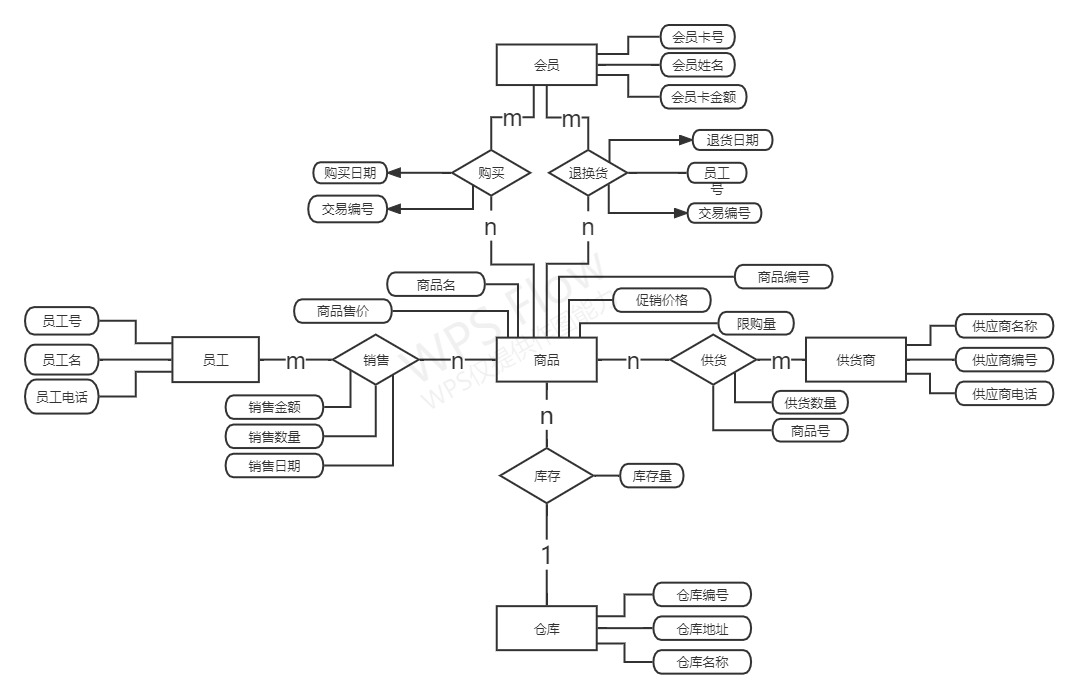 会员卡号
会员
会员姓名
会员卡金额
m
m
退货日期
购买日期
购买
退换货
员工
号
交易编号
交易编号
n
n
商品编号
商品名
促销价格
商品售价
限购量
员工号
供应商名称
员工名
员工
m
销售
n
商品
n
供货
m
供货商
供应商编号
员工电话
供应商电话
销售金额
供货数量
n
商品号
销售数量
销售日期
库存
库存量
1
仓库编号
仓库
仓库地址
仓库名称
WPS Flow